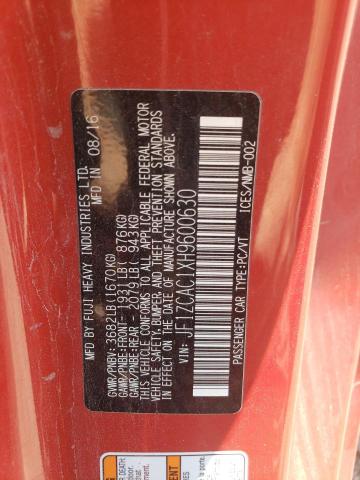 MFD BY FUJI HEAVY INDUSTRIES LTD.
MFD IN 08/16
GVWR/PNBV:3682LB(1670KG)
GAWR/PNBE:FRONT- 1931LB( 876KG)
GAWR/PNBE:REAR - 2079LB( 943KG)
THIS VEHICLE CONFORMS TO ALL APPLICABLE FEDERAL MOTOR
VEHICLE SAFETY,BUMPER,AND THEFT PREVENTION STANDARDS
IN EFFECT ON THE DATE OF MANUFACTURE SHOWN ABOVE.
VIN: JF1ZCAC1XH9600630
ICES/NMB-002
PASSENGER CAR TYPE:PC/VT